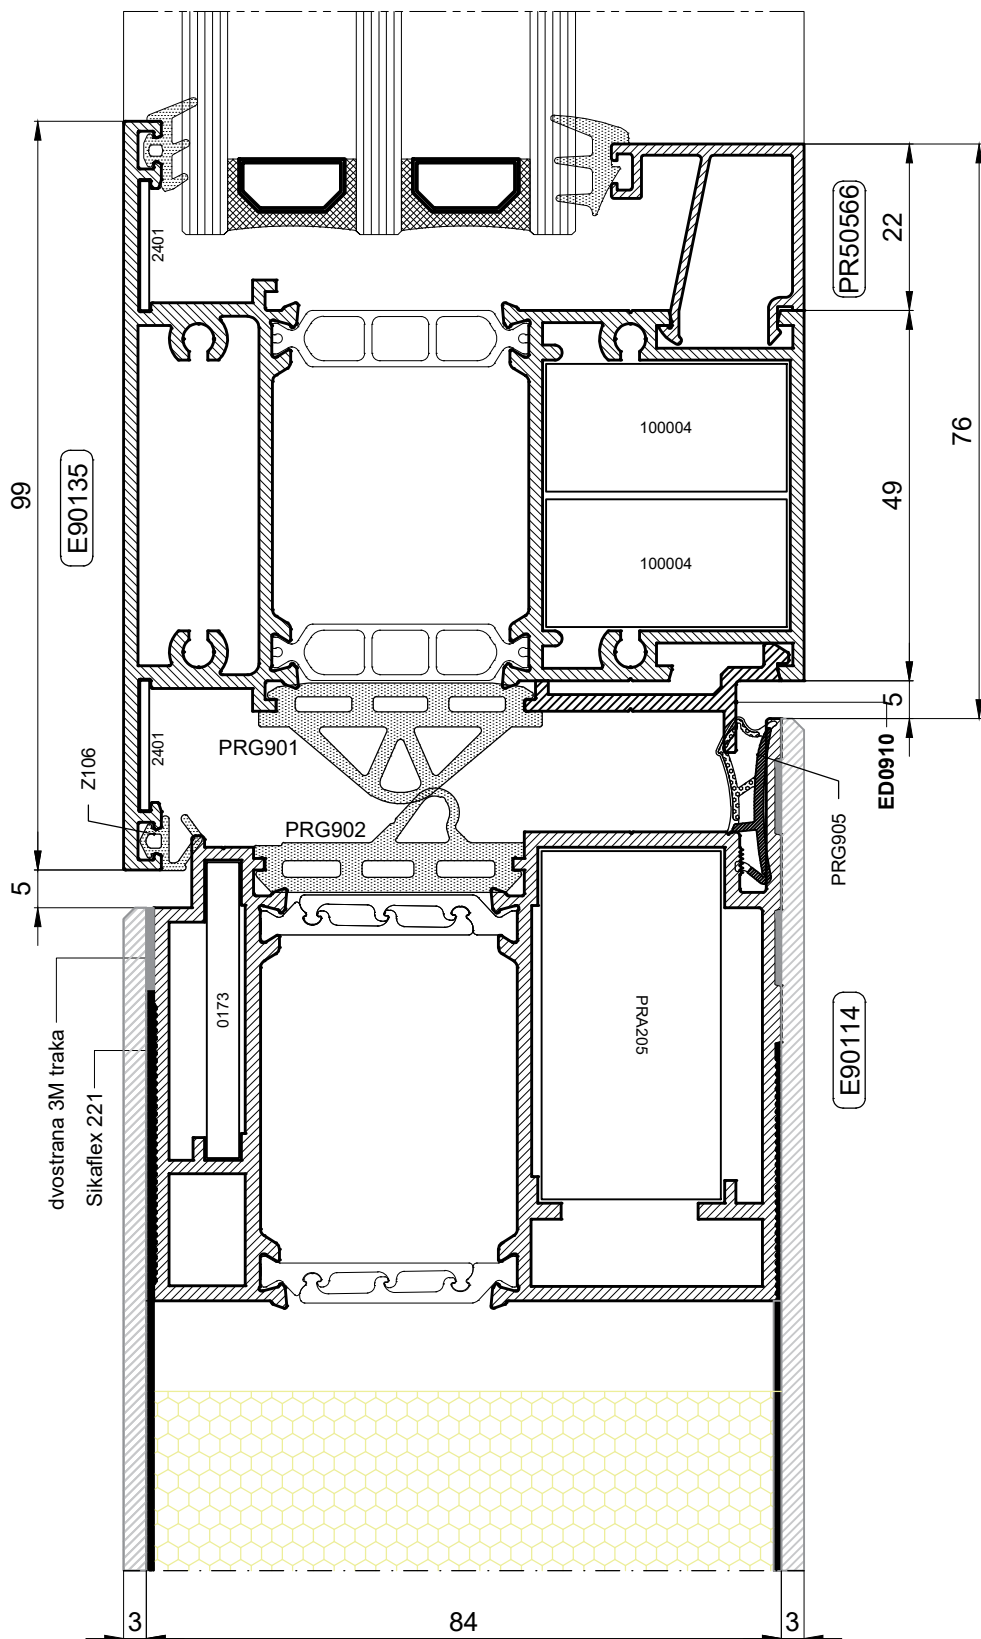 2401
PR50566
22
76
100004
49
99
E90135
100004
5
2401
Z106
PRG901
PRG902
ED0910
PRG905
5
dvostrana 3M traka
Sikaflex 221
0173
PRA205
E90114
3
84
3